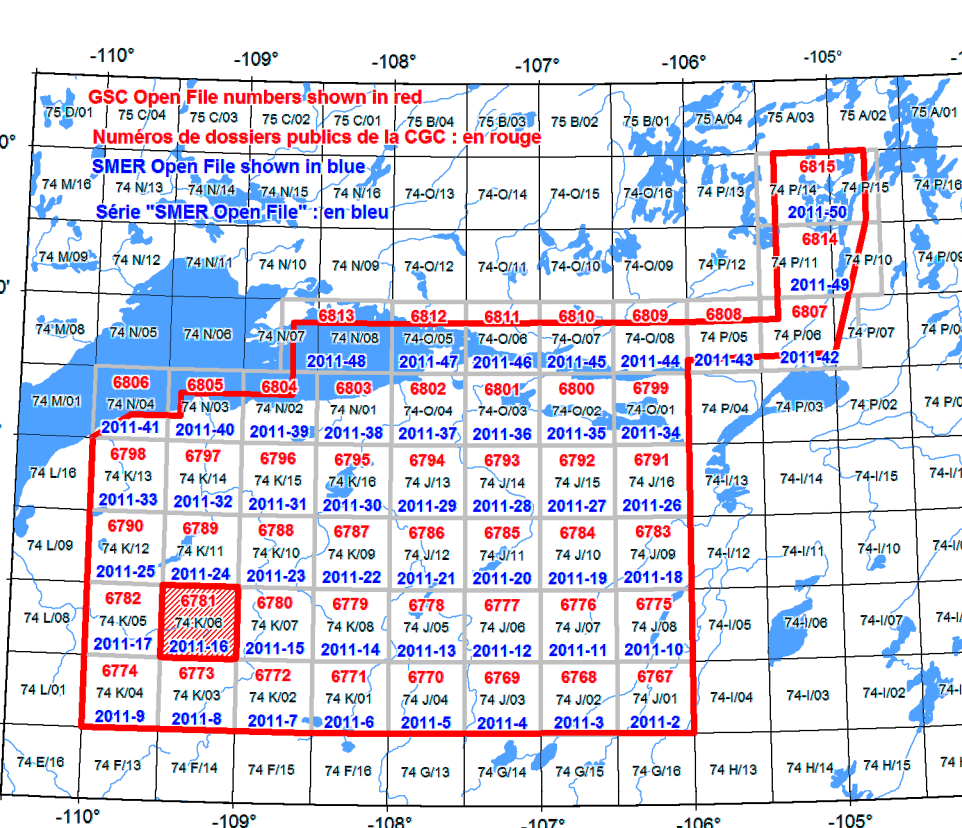 -110° -109° -108° -107° -106° -105°
GSC Open File numbers shown in red
75 D/01 75 C/04 75 C/03 75 C/02 75 C/01 75 B/04 75 B/03 75 B/02 75 B/01 75 A/04 75 A/03 75 A/02 75 A/01
Numéros de dossiers publics de la CGC : en rouge
SMER Open File shown in blue
6815
74 M/16 74 N/13 74 N/14 74 N/15 74 N/16 74-O/13 74-O/14 74-O/15 74-O/16 74 P/13 74 P/14 74 P/15 74 P/16
Série "SMER Open File" : en bleu
2011-50
6814
74 M/09 74 N/12 74 N/11 74 N/10 74 N/09 74-O/12 74-O/11 74-O/10 74-O/09 74 P/12 74 P/11 74 P/10 74 P/09
2011-49
6813 6812 6811 6810 6809 6808 6807
74 M/08 74 N/05 74 N/06 74 N/07 74 N/08 74-O/05 74-O/06 74-O/07 74-O/08 74 P/05 74 P/06 74 P/07
2011-48 2011-47 2011-46 2011-45 2011-44 2011-43 2011-42
6806 6805 6804 6803 6802 6801 6800 6799
74 M/01 74 N/04 74 N/03 74 N/02 74 N/01 74-O/04 74-O/03 74-O/02 74-O/01 74 P/04 74 P/03 74 P/02
2011-41 2011-40 2011-39 2011-38 2011-37 2011-36 2011-35 2011-34
6798 6797 6796 6795 6794 6793 6792 6791
74 L/16 74 K/13 74 K/14 74 K/15 74 K/16 74 J/13 74 J/14 74 J/15 74 J/16 74-I/13 74-I/14 74-I/15
2011-33 2011-32 2011-31 2011-30 2011-29 2011-28 2011-27 2011-26
6790 6789 6788 6787 6786 6785 6784 6783
74 L/09 74 K/12 74 K/11 74 K/10 74 K/09 74 J/12 74 J/11 74 J/10 74 J/09 74-I/12 74-I/11 74-I/10
2011-25 2011-24 2011-23 2011-22 2011-21 2011-20 2011-19 2011-18
6782 6781 6780 6779 6778 6777 6776 6775
74 L/08 74 K/05 74 K/06 74 K/07 74 K/08 74 J/05 74 J/06 74 J/07 74 J/08 74-I/05 74-I/06 74-I/07
2011-17 2011-16 2011-15 2011-14 2011-13 2011-12 2011-11 2011-10
6774 6773 6772 6771 6770 6769 6768 6767
74 L/01 74 K/04 74 K/03 74 K/02 74 K/01 74 J/04 74 J/03 74 J/02 74 J/01 74-I/04 74-I/03 74-I/02
2011-9 2011-8 2011-7 2011-6 2011-5 2011-4 2011-3 2011-2
74 E/16 74 F/13 74 F/14 74 F/15 74 F/16 74 G/13 74 G/14 74 G/15 74 G/16 74 H/13 74 H/14 74 H/15
-110° -109° -108° -107° -106° -105°